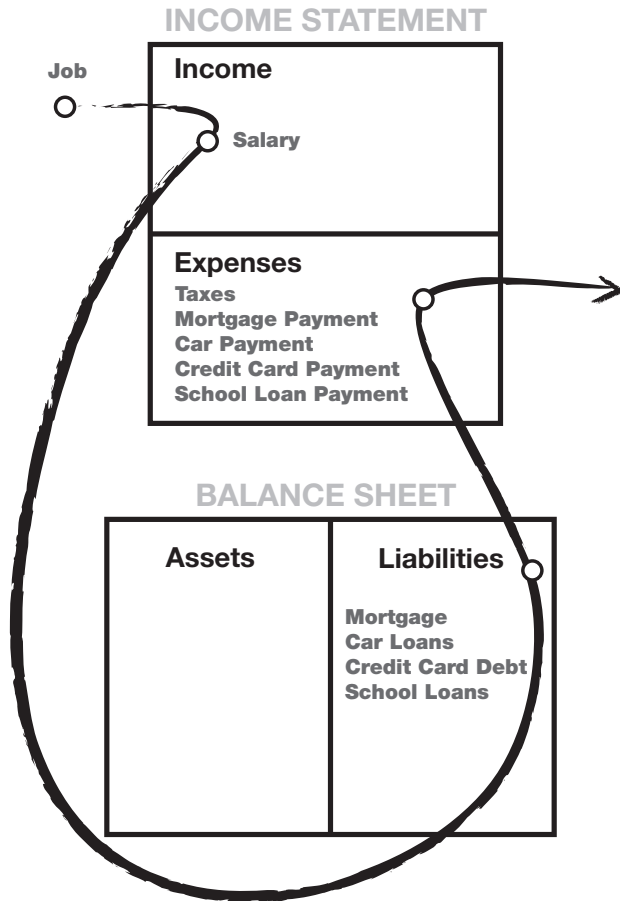 INCOME STATEMENT
Job
Income
Salary
Expenses
Taxes
Mortgage Payment
Car Payment
Credit Card Payment
School Loan Payment
BALANCE SHEET
Assets
Liabilities
Mortgage
Car Loans
Credit Card Debt
School Loans